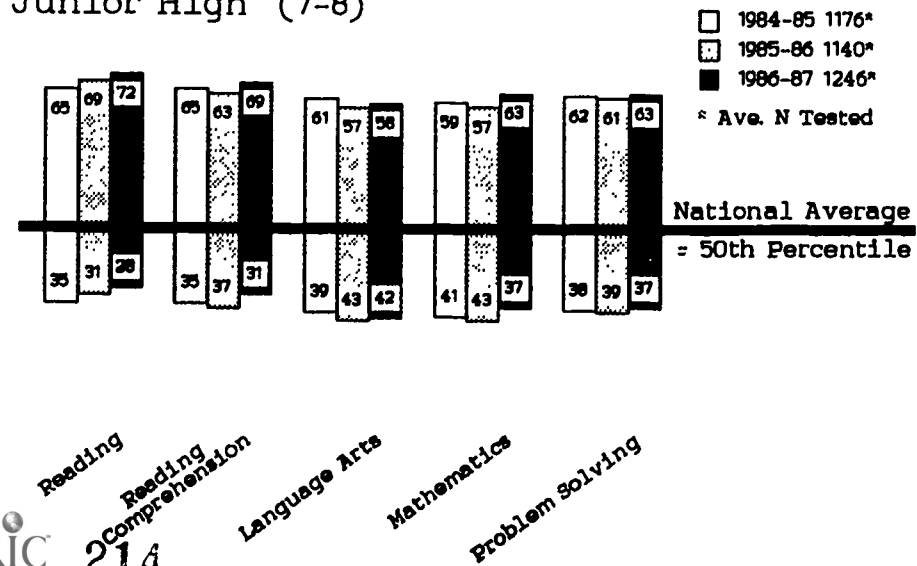 Junior High (7-8)
1984-85 1176*
1985-86 1140*
1986-87 1246*
* Ave. N Tested
65 69 72 65 63 69 61 57 58 59 57 63 62 61 63
National Average
= 50th Percentile
35 31 28 35 37 31 39 43 42 41 43 37 38 39 37
Reading
Reading
Comprehension
Language Arts
Mathematics
Problem Solving